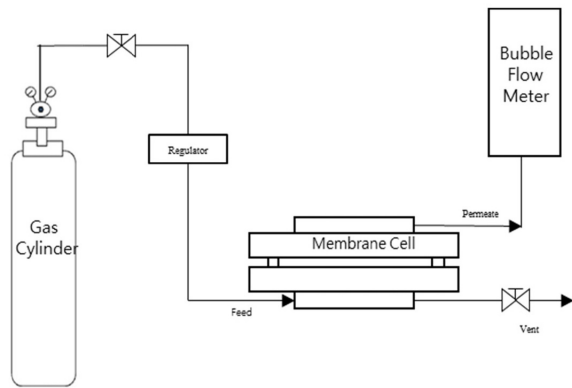 Bubble
Flow
Meter
Regulator
Gas
Cylinder
Permeate
Membrane Cell
Feed
Vent